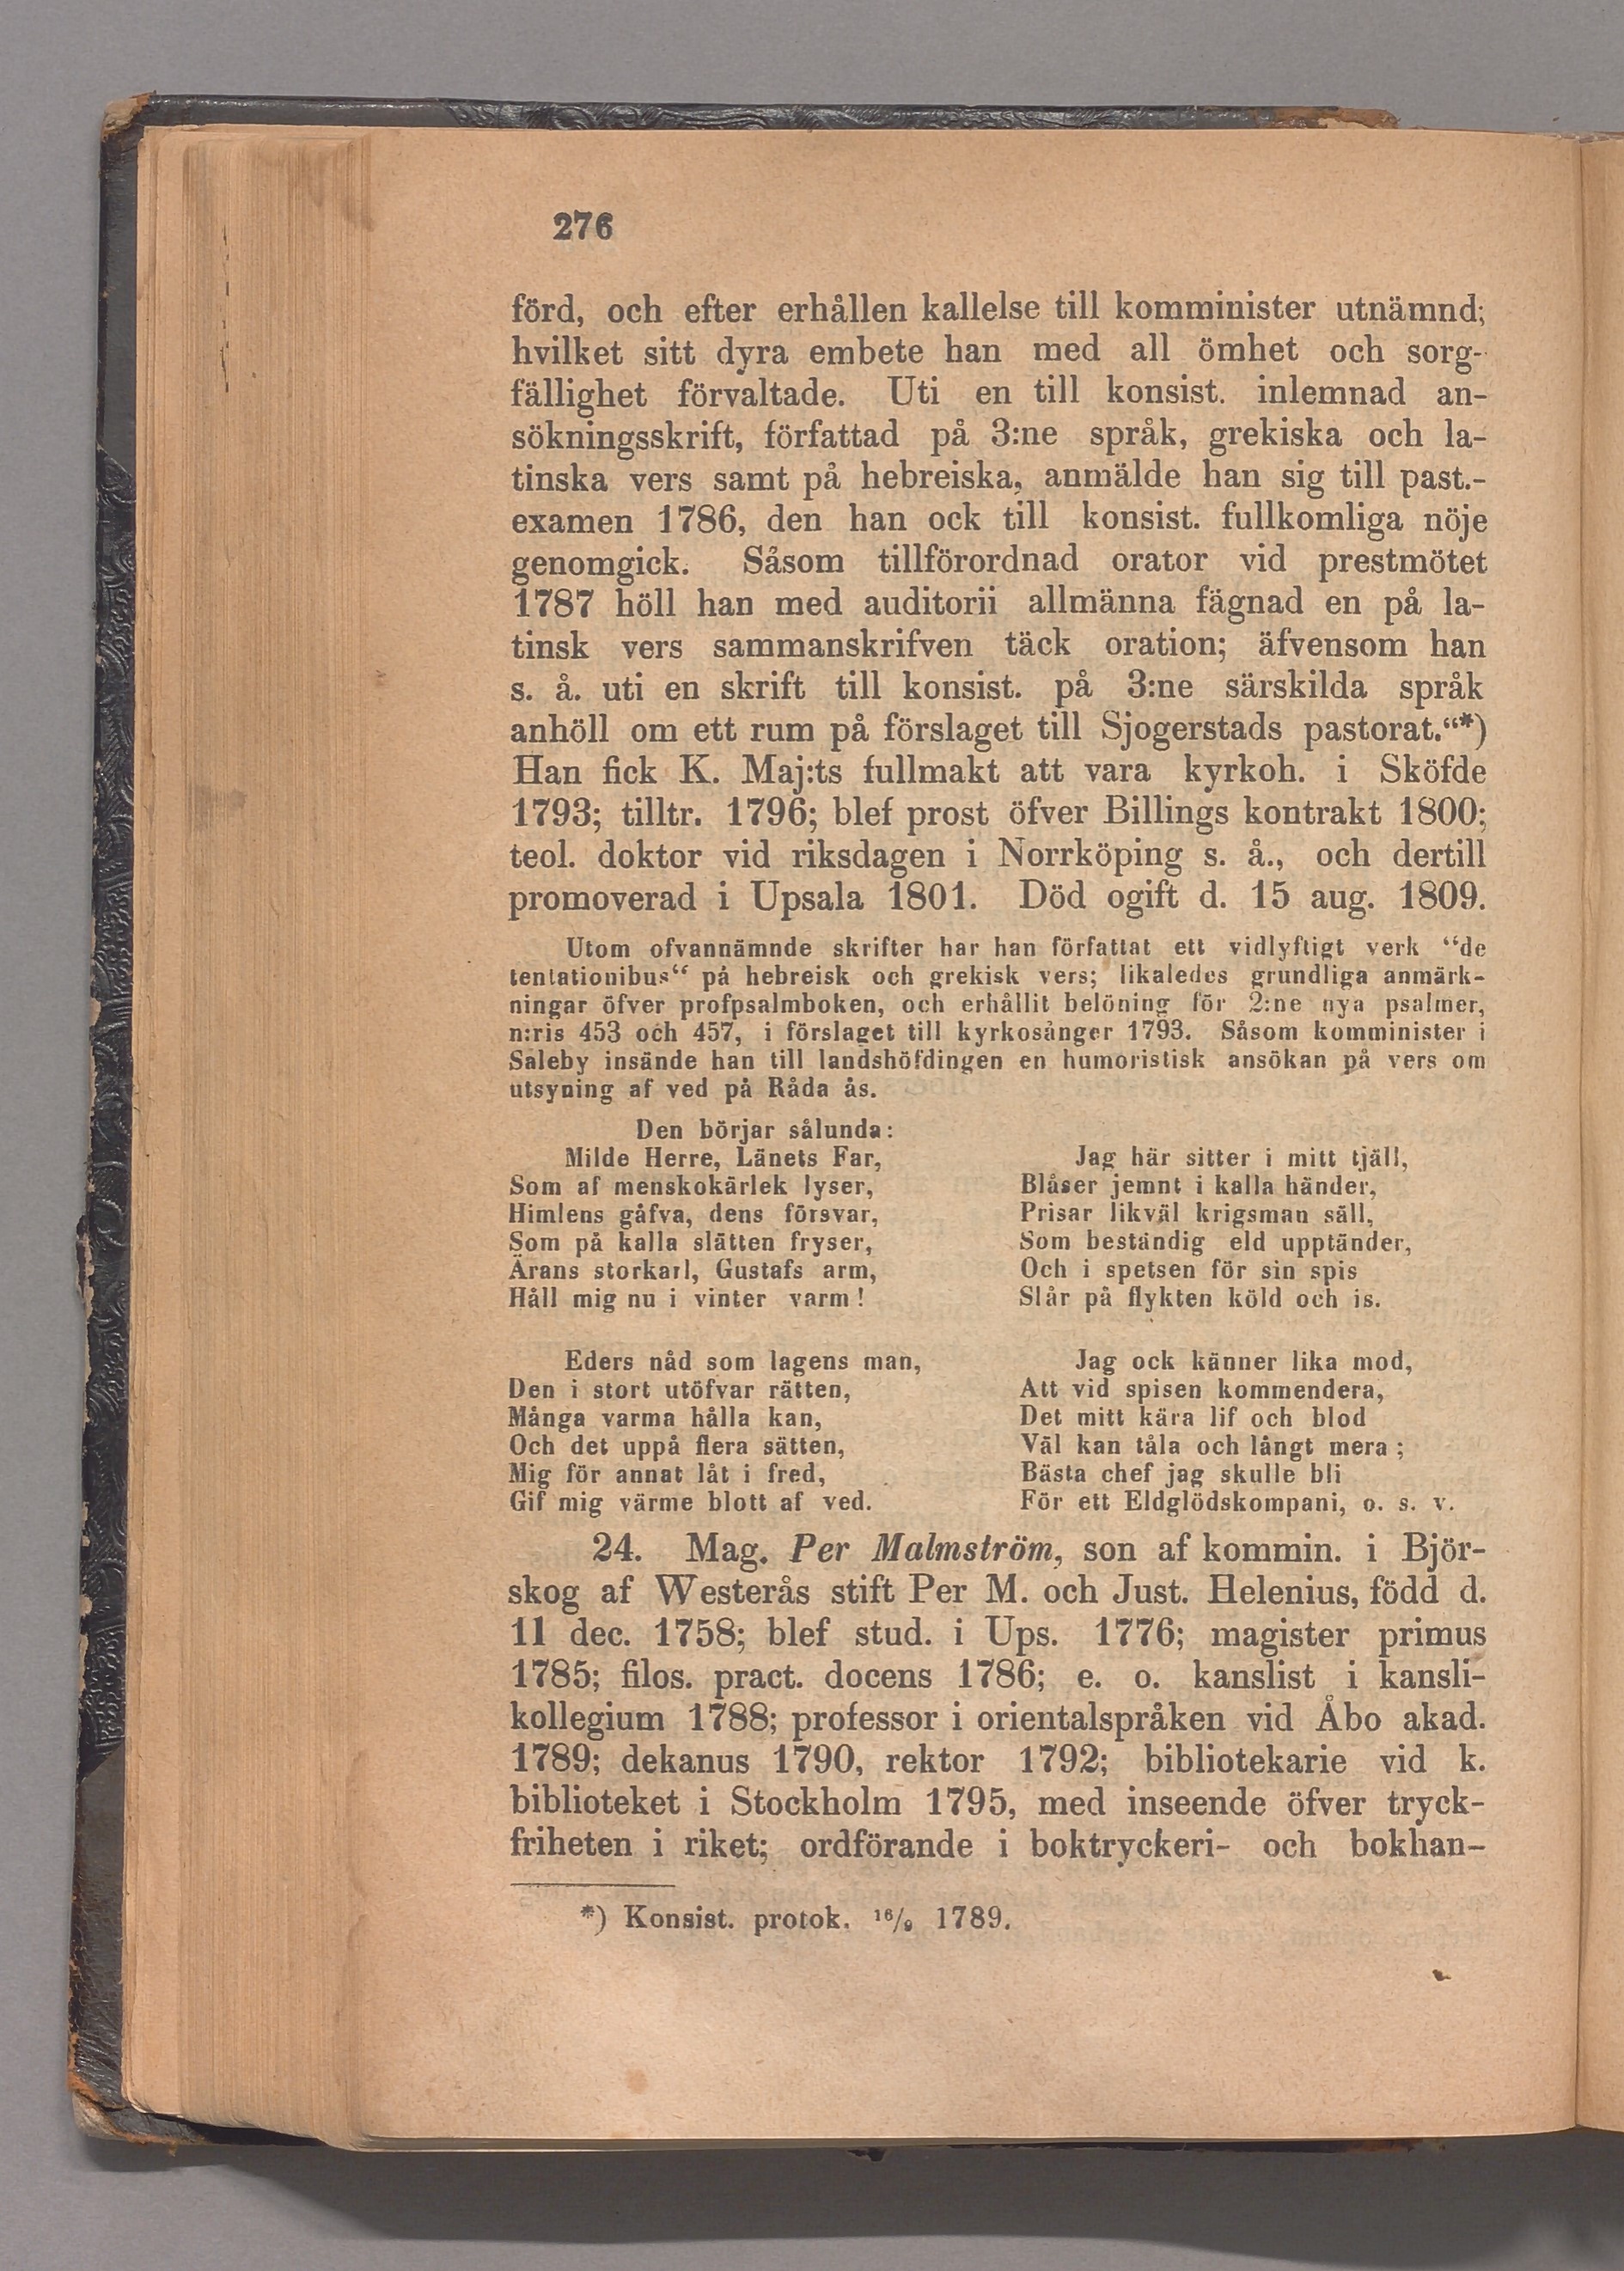 276
förd, och efter erhållen kallelse till komminister utnämnd;
hvilket sitt dyra embete han med all ömhet och sorg-
fällighet förvaltade. Uti en till konsist. inlemnad an-
sökningsskrift, författad på 3:ne språk, grekiska och la-
tinska vers samt på hebreiska, anmälde han sig till past.-
examen 1786, den han ock till konsist. fullkomliga nöje
genomgick. Såsom tillförordnad orator vid prestmötet
1787 höll han med auditorii allmänna fägnad en på la-
tinsk vers sammanskrifven täck oration; äfvensom han
s. å. uti en skrift till konsist. på 3:ne särskilda språk
anhöll om ett rum på förslaget till Sjogerstads pastorat.“*)
Han fick K. Maj:ts fullmakt att vara kyrkoh. i Sköfde
1793; tilltr. 1796; blef prost öfver Billings kontrakt 1800;
teol. doktor vid riksdagen i Norrköping s. å., och dertill
promoverad i Upsala 1801. Död ogift d. 15 aug. 1809.
Utom ofvannämnde skrifter har han författat ett vidlyftigt verk “de
tentationibus“ på hebreisk och grekisk vers; likaledes grundliga anmärk-
ningar öfver profpsalmboken, och erhållit belöning för 2:ne nya psalmer,
n:ris 453 och 457, i förslaget till kyrkosånger 1793. Såsom komminister i
Saleby insände han till landshöfdingen en humoristisk ansökan på vers om
utsyning af ved på Råda ås.
Den börjar sålunda:
Milde Herre, Länets Far,
Som af menskokärlek lyser,
Himlens gåfva, dens försvar,
Som på kalla slätten fryser,
Ärans storkarl, Gustafs arm,
Håll mig nu i vinter varm!
Eders nåd som lagens man,
Den i stort utöfvar rätten,
Många varma hålla kan,
Och det uppå flera sätten,
Mig för annat låt i fred,
Gif mig värme blott af ved.
Jag här sitter i mitt tjäll,
Blåser jemnt i kalla händer,
Prisar likväl krigsman säll,
Som beständig eld upptänder,
Och i spetsen för sin spis
Slår på flykten köld och is.
Jag ock känner lika mod,
Att vid spisen kommendera,
Det mitt kära lif och blod
Väl kan tåla och långt mera;
Bästa chef jag skulle bli
För ett Eldglödskompani, o. s. v.
24. Mag. Per Malmström, son af kommin. i Björ-
skog af Westerås stift Per M. och Just. Helenius, född d.
11 dec. 1758; blef stud. i Ups. 1776; magister primus
1785; filos. pract. docens 1786; e. o. kanslist i kansli-
kollegium 1788; professor i orientalspråken vid Åbo akad.
1789; dekanus 1790, rektor 1792; bibliotekarie vid k.
biblioteket i Stockholm 1795, med inseende öfver tryck-
friheten i riket; ordförande i boktryckeri- och bokhan-
*) Konsist. protok. 16/9 1789.